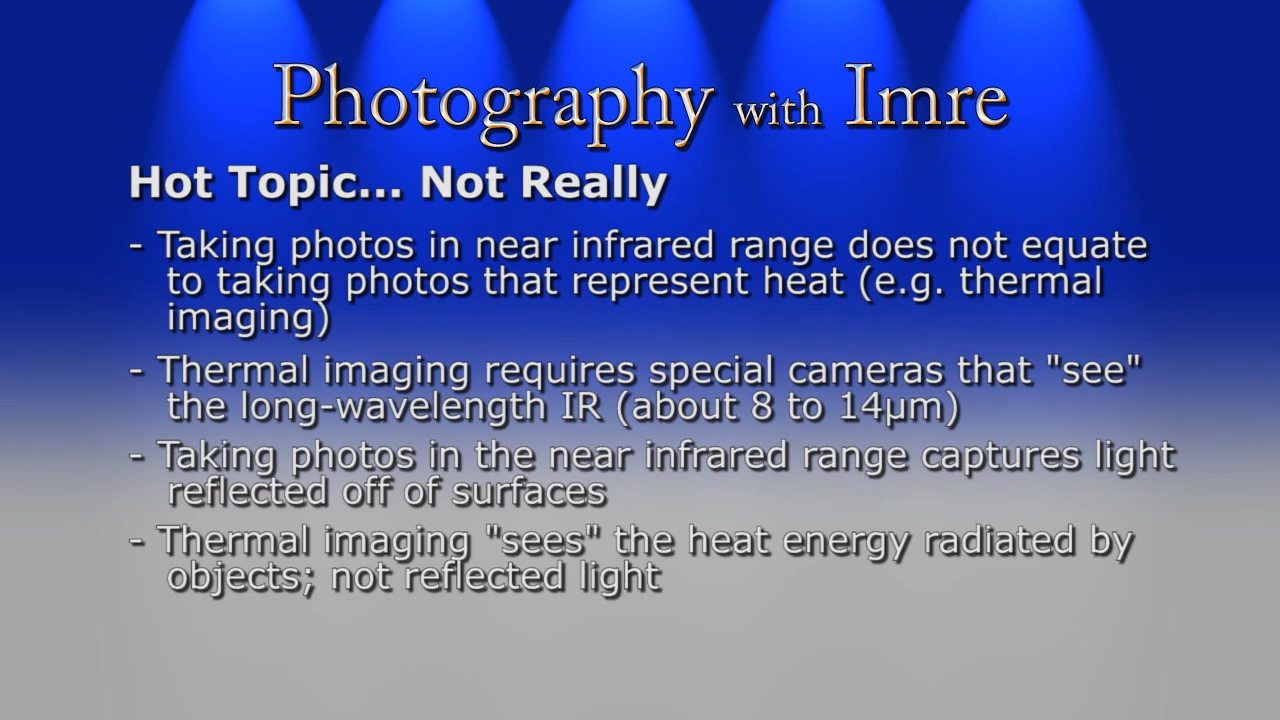 Photography with Imre
Hot Topic... Not Really
- Taking photos in near infrared range does not equate
to taking photos that represent heat (e.g. thermal
imaging)
- Thermal imaging requires special cameras that "see"
the long-wavelength IR (about 8 to 14µm)
- Taking photos in the near infrared range captures light
reflected off of surfaces
- Thermal imaging "sees" the heat energy radiated by
objects; not reflected light